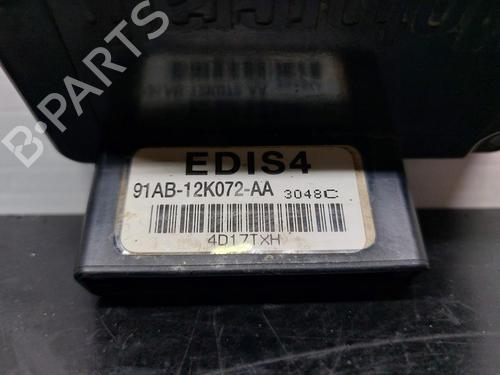 B-PARTS
EDIS4
91AB-12K072-AA 3048C
4D17TXH